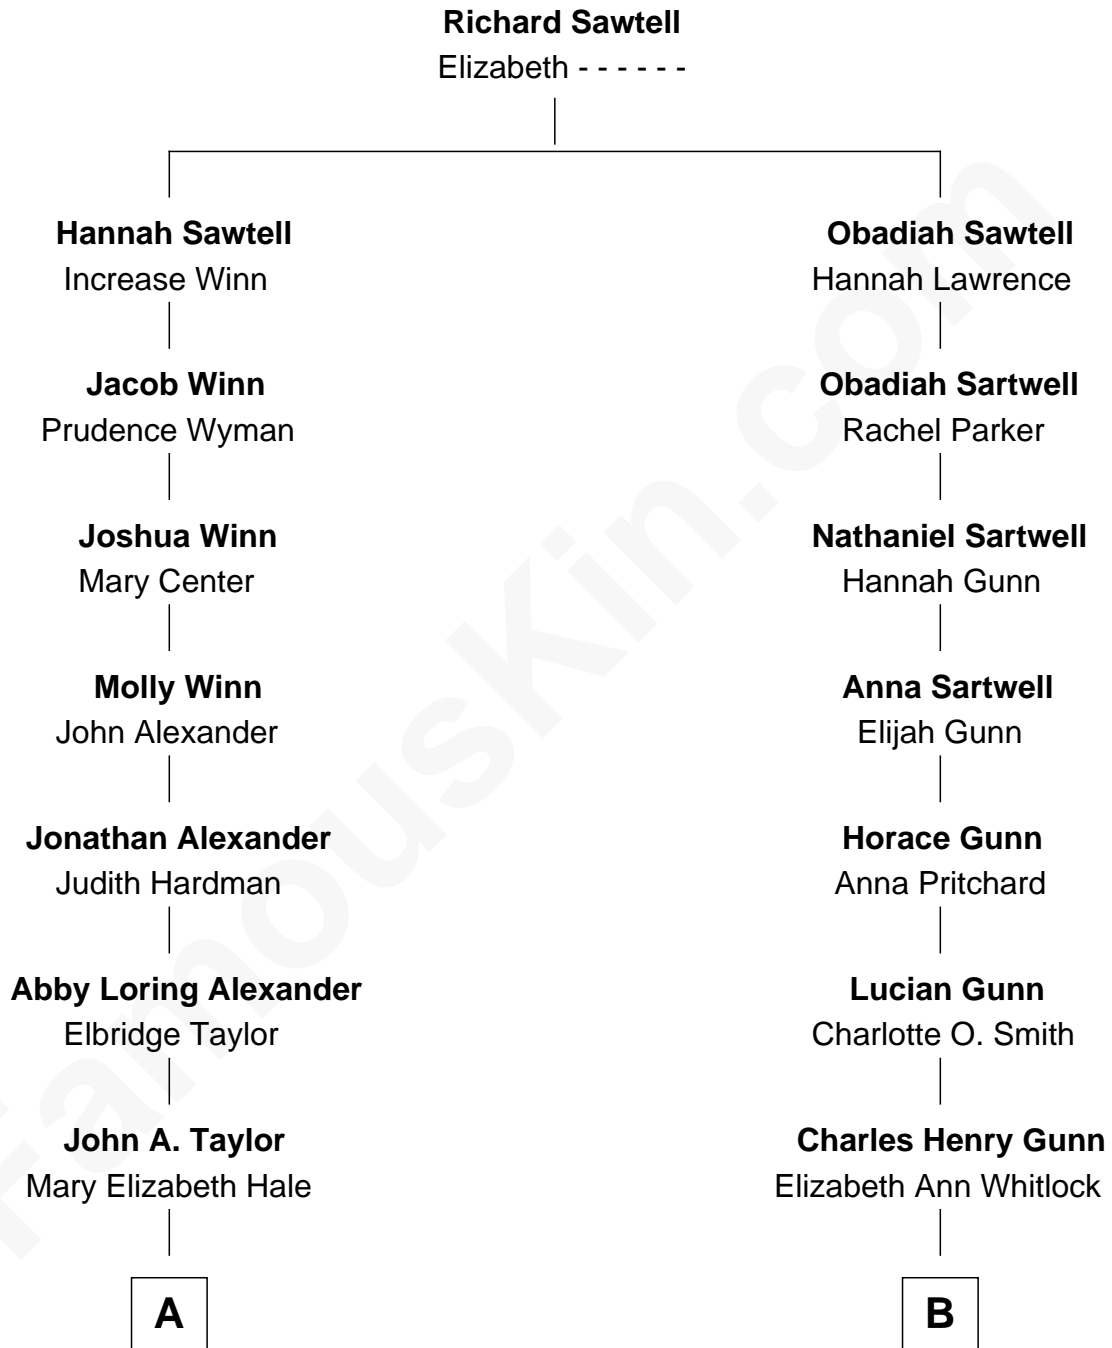 Richard Sawtell
Elizabeth - - - - - -
Hannah Sawtell
Increase Winn
Obadiah Sawtell
Hannah Lawrence
Jacob Winn
Prudence Wyman
Obadiah Sartwell
Rachel Parker
Joshua Winn
Mary Center
Nathaniel Sartwell
Hannah Gunn
Molly Winn
John Alexander
Anna Sartwell
Elijah Gunn
Jonathan Alexander
Judith Hardman
Horace Gunn
Anna Pritchard
Abby Loring Alexander
Elbridge Taylor
Lucian Gunn
Charlotte O. Smith
John A. Taylor
Mary Elizabeth Hale
Charles Henry Gunn
Elizabeth Ann Whitlock
A
B
FamousKin.com